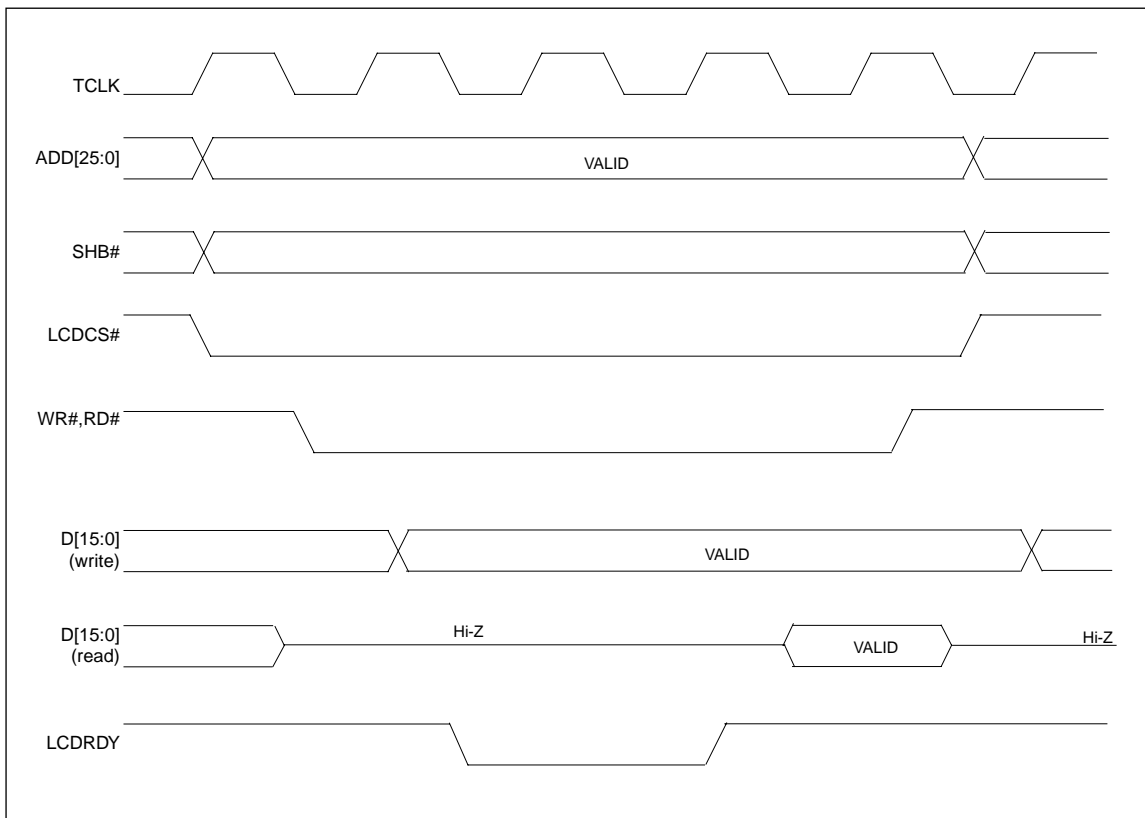 TCLK
ADD[25:0]
VALID
SHB#
LCDCS#
WR#,RD#
D[15:0]
(write)
VALID
D[15:0]
(read)
Hi-Z
VALID
Hi-Z
LCDRDY